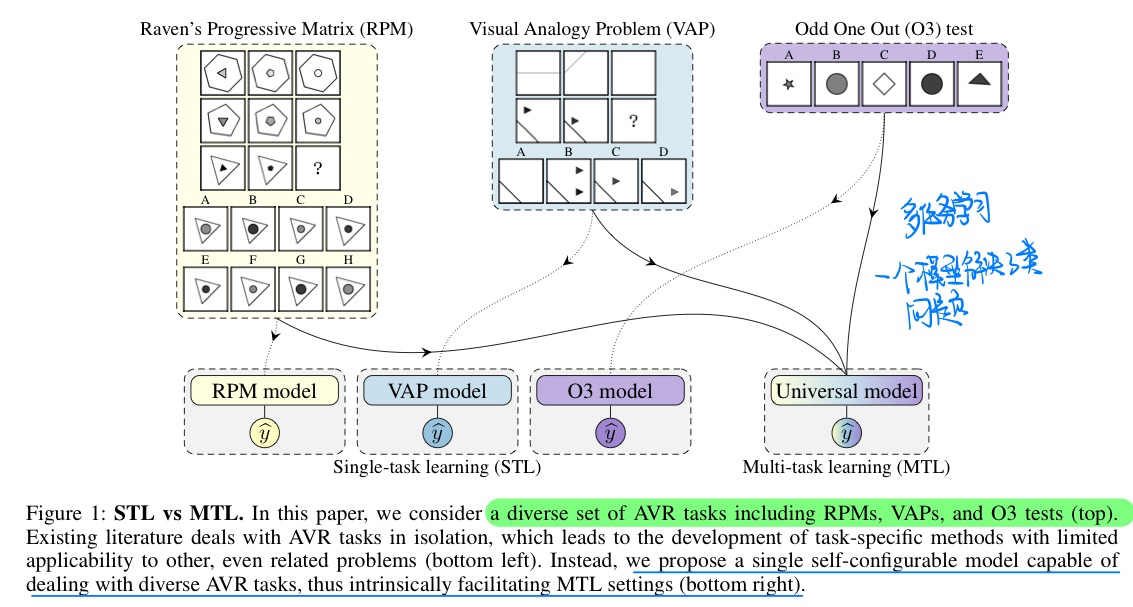 Raven's Progressive Matrix (RPM)
Visual Analogy Problem (VAP)
Odd One Out (O3) test
A B C D E
?
A B C D
?
A B C D
E F G H
多任务学习
一个模型解决3类
问题
RPM model
VAP model
O3 model
Universal model
ŷ
ŷ
ŷ
ŷ
Single-task learning (STL)
Multi-task learning (MTL)
Figure 1: STL vs MTL. In this paper, we consider a diverse set of AVR tasks including RPMs, VAPs, and O3 tests (top).
Existing literature deals with AVR tasks in isolation, which leads to the development of task-specific methods with limited
applicability to other, even related problems (bottom left). Instead, we propose a single self-configurable model capable of
dealing with diverse AVR tasks, thus intrinsically facilitating MTL settings (bottom right).